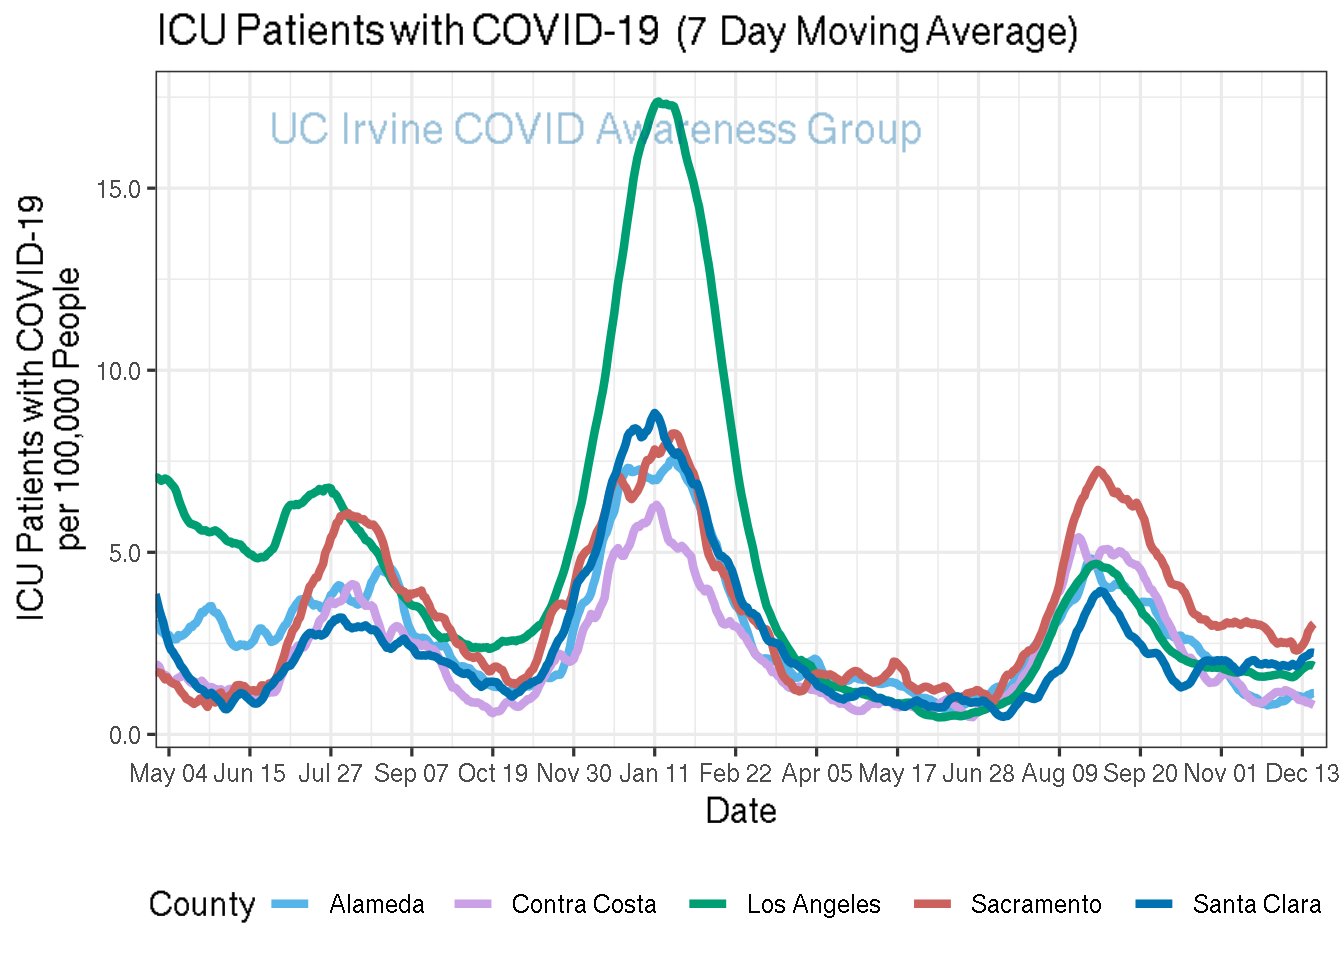 ICU Patients with COVID-19 (7 Day Moving Average)
UC Irvine COVID Awareness Group
ICU Patients with COVID-19
per 100,000 People
15.0
10.0
5.0
0.0
May 04 Jun 15 Jul 27 Sep 07 Oct 19 Nov 30 Jan 11 Feb 22 Apr 05 May 17 Jun 28 Aug 09 Sep 20 Nov 01 Dec 13
Date
County Alameda Contra Costa Los Angeles Sacramento Santa Clara